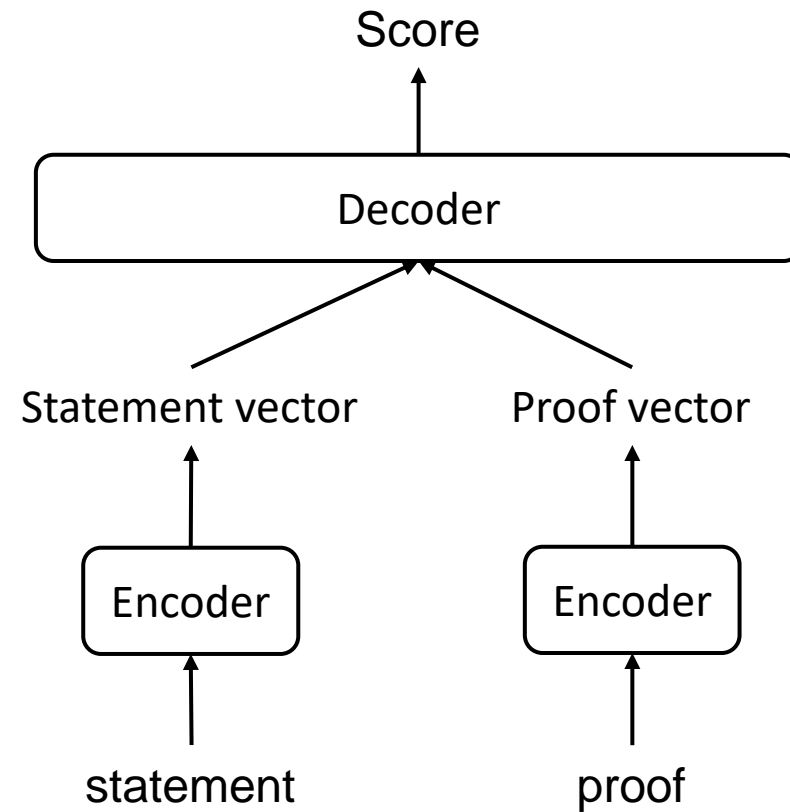 Score
Decoder
Statement vector
Proof vector
Encoder
Encoder
statement
proof